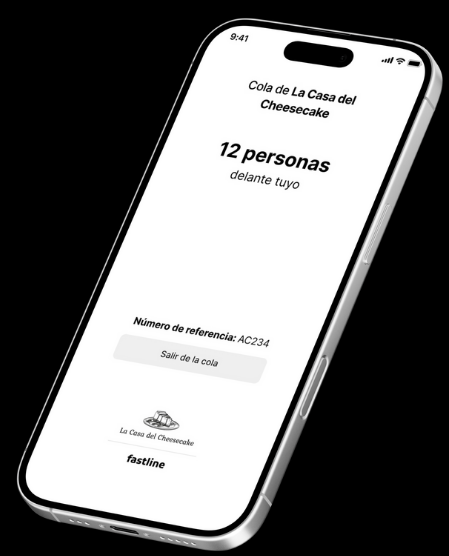 9:41
Cola de La Casa del
Cheesecake
12 personas
delante tuyo
Número de referencia: AC234
Salir de la cola
La Casa del Cheesecake
fastline